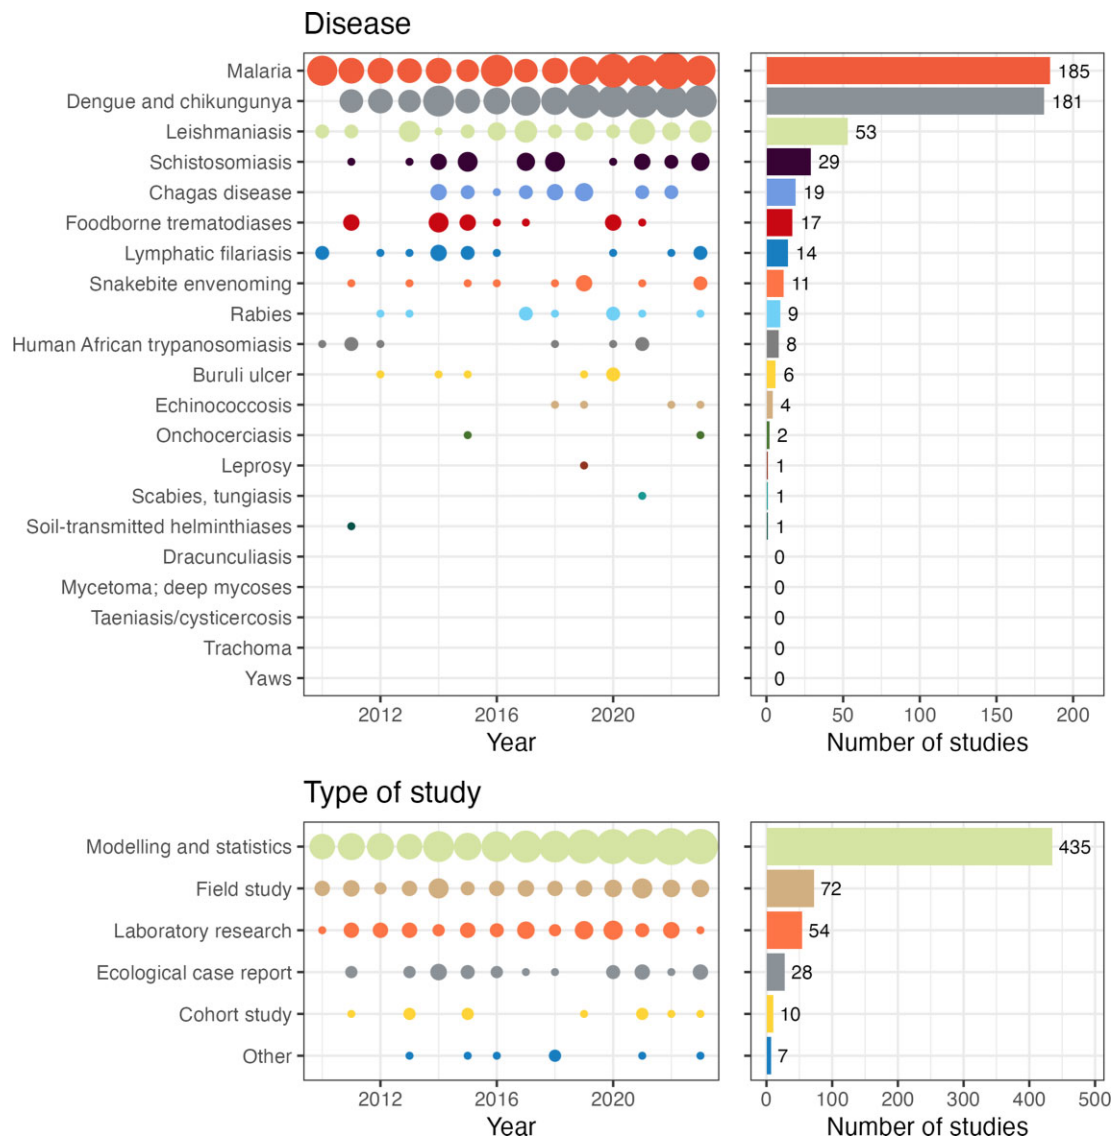 Disease
Malaria 185
Dengue and chikungunya 181
Leishmaniasis 53
Schistosomiasis 29
Chagas disease 19
Foodborne trematodiases 17
Lymphatic filariasis 14
Snakebite envenoming 11
Rabies 9
Human African trypanosomiasis 8
Buruli ulcer 6
Echinococcosis 4
Onchocerciasis 2
Leprosy 1
Scabies, tungiasis 1
Soil-transmitted helminthiases 1
Dracunculiasis 0
Mycetoma; deep mycoses 0
Taeniasis/cysticercosis 0
Trachoma 0
Yaws 0
2012 2016 2020 0 50 100 150 200
Year Number of studies
Type of study
Modelling and statistics 435
Field study 72
Laboratory research 54
Ecological case report 28
Cohort study 10
Other 7
2012 2016 2020 0 100 200 300 400 500
Year Number of studies